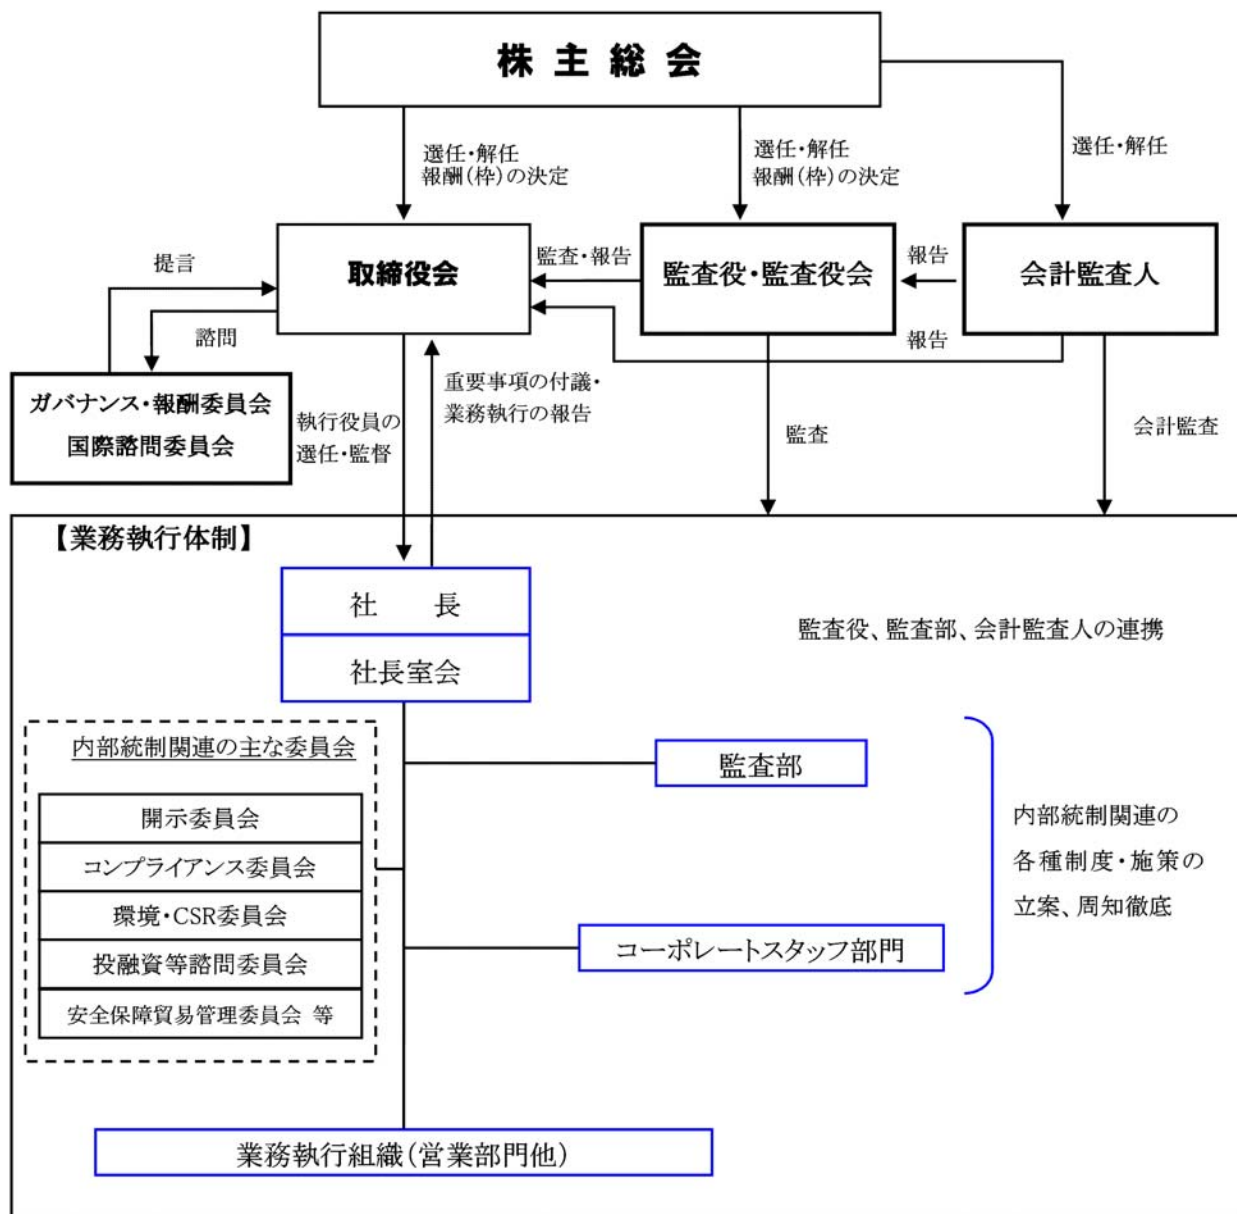 株 主 総 会
選任・解任
報酬(枠)の決定
選任・解任
報酬(枠)の決定
選任・解任
取締役会
監査・報告
監査役・監査役会
報告
会計監査人
提言
諮問
報告
ガバナンス・報酬委員会
国際諮問委員会
執行役員の
選任・監督
重要事項の付議・
業務執行の報告
監査
会計監査
【業務執行体制】
社 長
社長室会
監査役、監査部、会計監査人の連携
内部統制関連の主な委員会
開示委員会
コンプライアンス委員会
環境・CSR委員会
投融資等諮問委員会
安全保障貿易管理委員会 等
監査部
コーポレートスタッフ部門
内部統制関連の
各種制度・施策の
立案、周知徹底
業務執行組織(営業部門他)